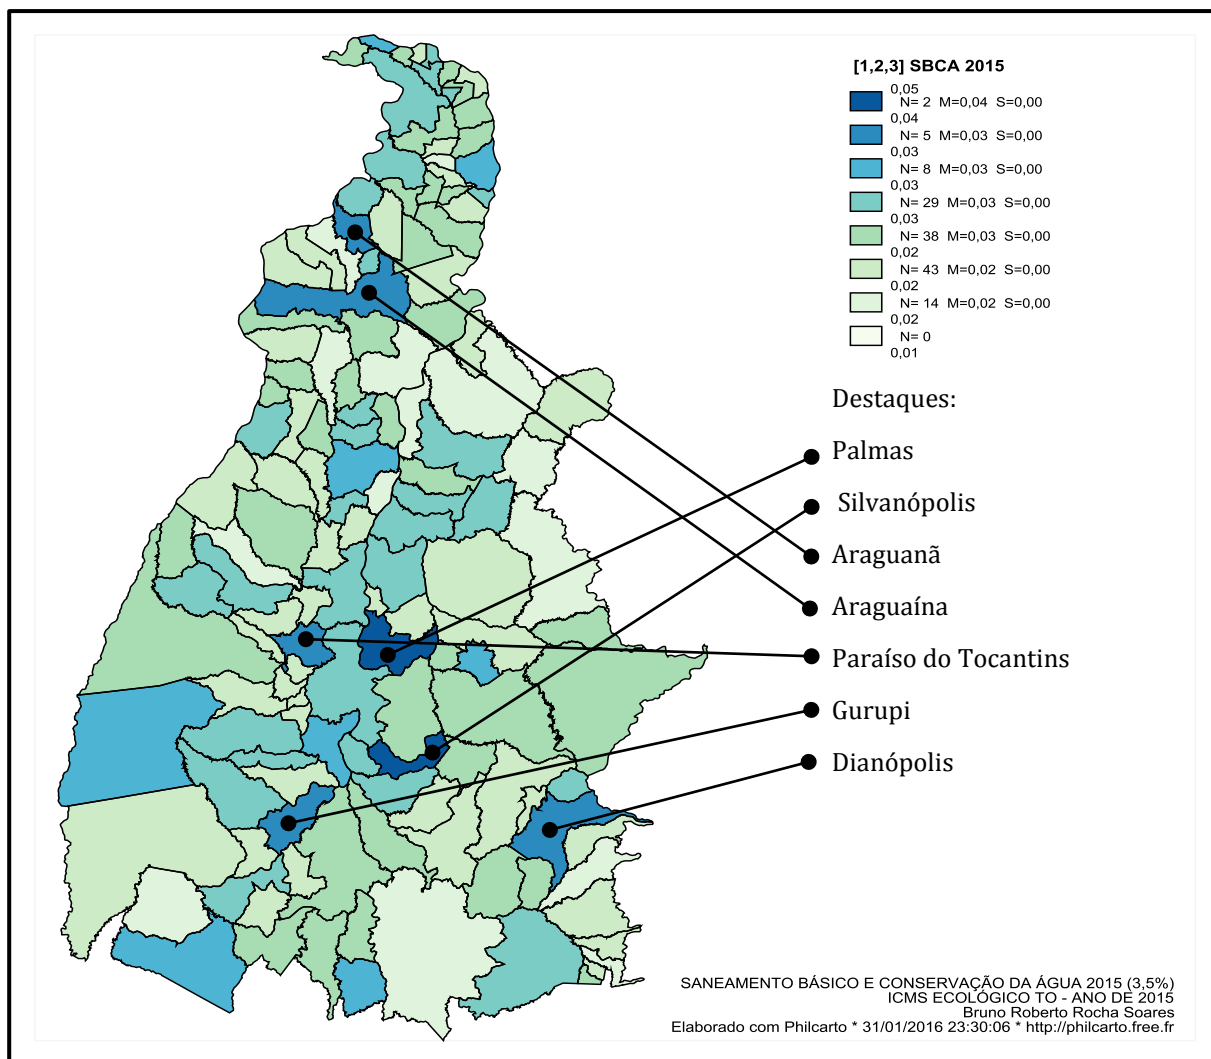 [1,2,3] SBCA 2015
0,05
N= 2 M=0,04 S=0,00
0,04
N= 5 M=0,03 S=0,00
0,03
N= 8 M=0,03 S=0,00
0,03
N= 29 M=0,03 S=0,00
0,03
N= 38 M=0,03 S=0,00
0,02
N= 43 M=0,02 S=0,00
0,02
N= 14 M=0,02 S=0,00
0,02
N= 0
0,01
Destaques:
Palmas
Silvanópolis
Araguanã
Araguaína
Paraíso do Tocantins
Gurupi
Dianópolis
SANEAMENTO BÁSICO E CONSERVAÇÃO DA ÁGUA 2015 (3,5%)
ICMS ECOLÓGICO TO - ANO DE 2015
Bruno Roberto Rocha Soares
Elaborado com Philcarto * 31/01/2016 23:30:06 * http://philcarto.free.fr